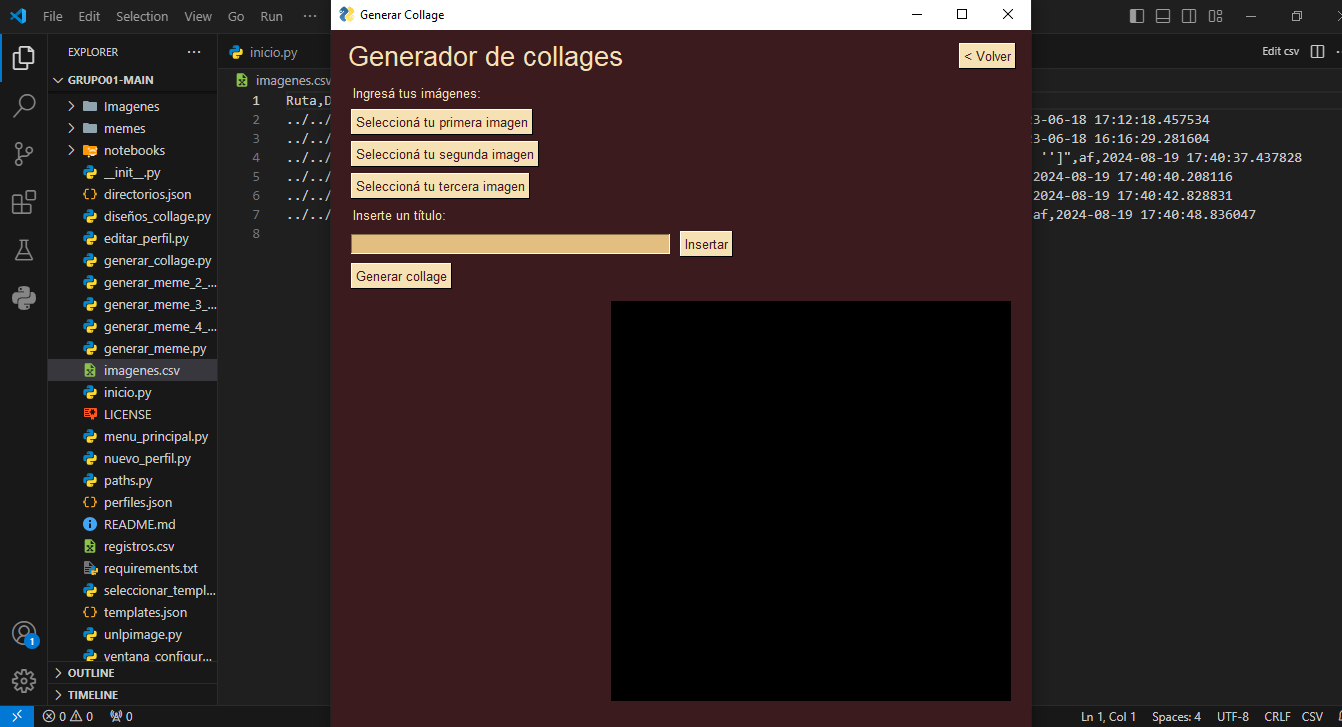 File Edit Selection View Go Run ···
Generar Collage
EXPLORER
GRUPO01-MAIN
Imagenes
memes
notebooks
__init__.py
directorios.json
diseños_collage.py
editar_perfil.py
generar_collage.py
generar_meme_2_...
generar_meme_3_...
generar_meme_4_...
generar_meme.py
imagenes.csv
inicio.py
LICENSE
menu_principal.py
nuevo_perfil.py
paths.py
perfiles.json
README.md
registros.csv
requirements.txt
seleccionar_templ...
templates.json
unlpimage.py
ventana_configur...
OUTLINE
TIMELINE
inicio.py
Edit csv
imagenes.csv
1 Ruta,D
2 ../../
3 ../../
4 ../../
5 ../../
6 ../../
7 ../../
8
3-06-18 17:12:18.457534
3-06-18 16:16:29.281604
'']",af,2024-08-19 17:40:37.437828
2024-08-19 17:40:40.208116
2024-08-19 17:40:42.828831
af,2024-08-19 17:40:48.836047
Generador de collages
< Volver
Ingresá tus imágenes:
Seleccioná tu primera imagen
Seleccioná tu segunda imagen
Seleccioná tu tercera imagen
Inserte un título:
Insertar
Generar collage
1
0 0 0
Ln 1, Col 1 Spaces: 4 UTF-8 CRLF CSV